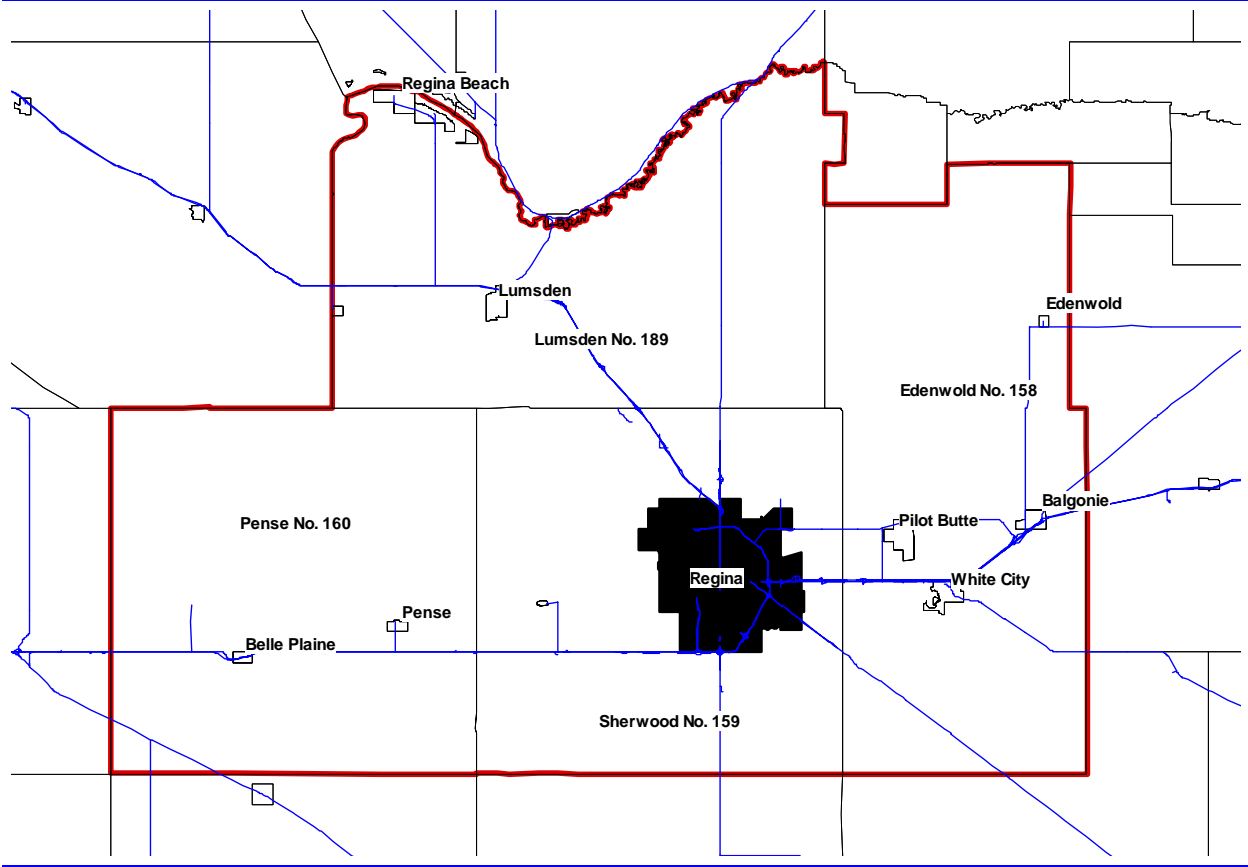 Regina Beach
Lumsden
Edenwold
Lumsden No. 189
Edenwold No. 158
Balgonie
Pense No. 160
Pilot Butte
Regina
White City
Pense
Belle Plaine
Sherwood No. 159